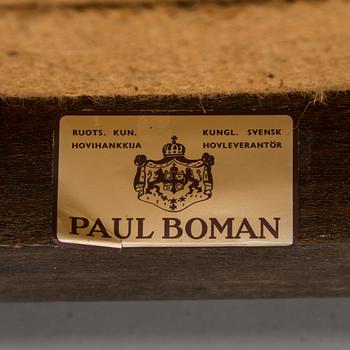 RUOTS. KUN. KUNGL. SVENSK
HOVIHANKKIJA HOVLEVERANTÖR
PAUL BOMAN